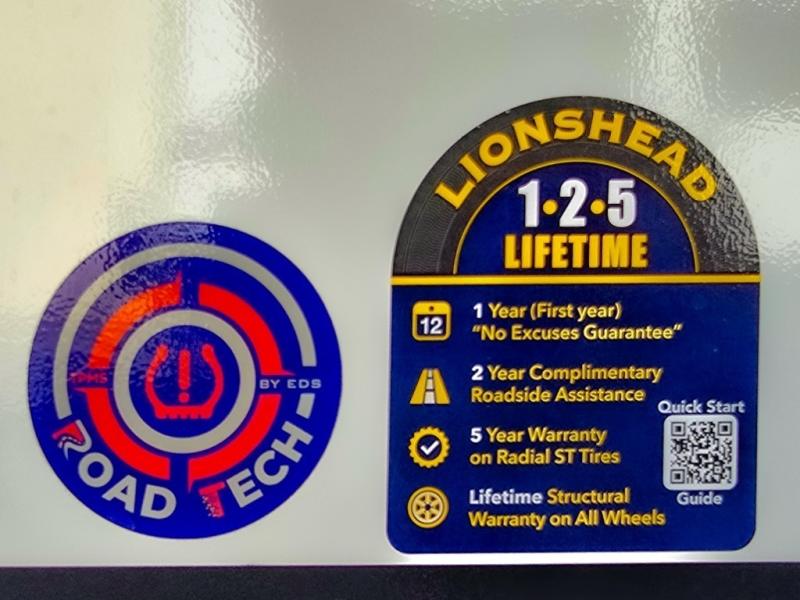 TPMS
BY EDS
ROAD TECH
LIONSHEAD
1•2•5
LIFETIME
12
1 Year (First year)
"No Excuses Guarantee"
2 Year Complimentary
Roadside Assistance
5 Year Warranty
on Radial ST Tires
Lifetime Structural
Warranty on All Wheels
Quick Start
Guide